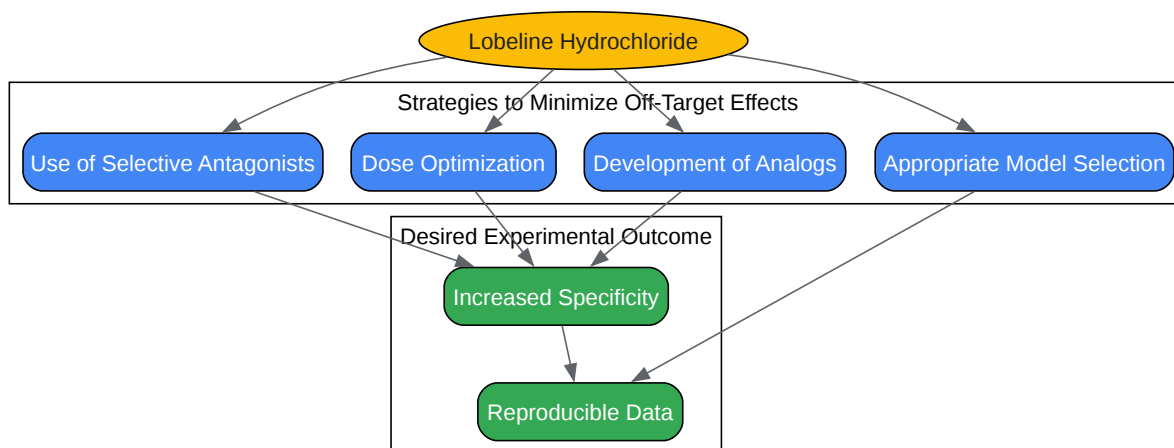 Lobeline Hydrochloride
Strategies to Minimize Off-Target Effects
Use of Selective Antagonists
Dose Optimization
Development of Analogs
Appropriate Model Selection
Desired Experimental Outcome
Increased Specificity
Reproducible Data